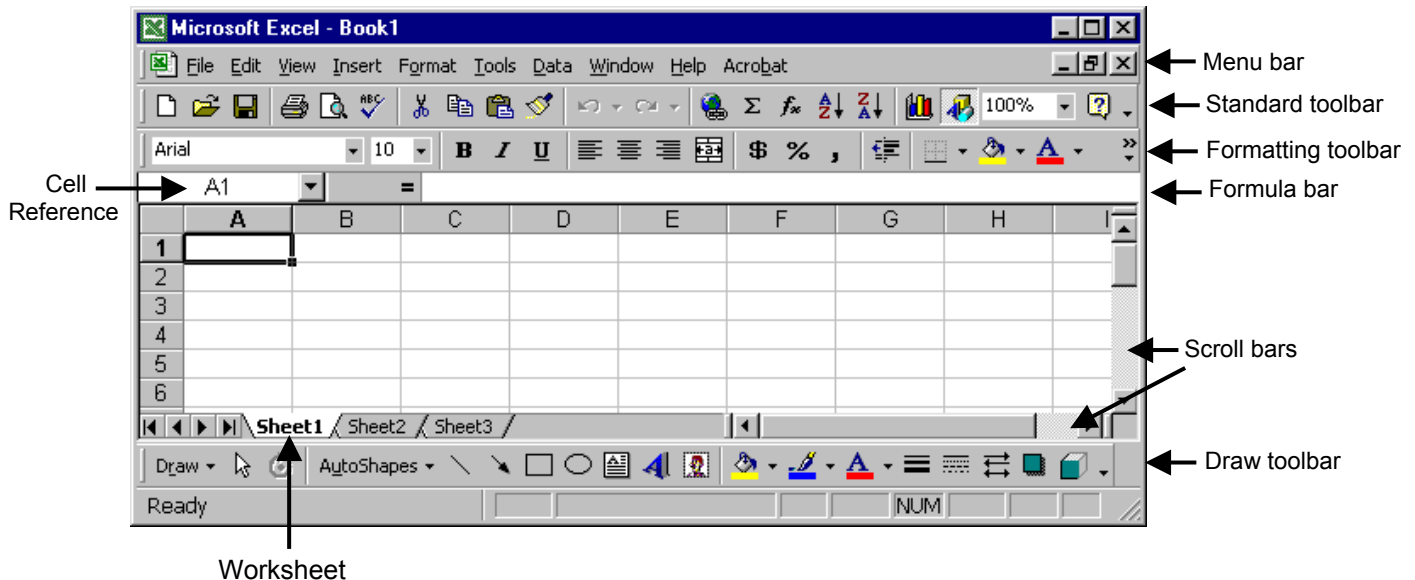 Microsoft Excel - Book1
File Edit View Insert Format Tools Data Window Help Acrobat
Menu bar
ABC Σ fx A Z Z A 100% ?
Standard toolbar
Arial 10 B I U a $ % , A »
Formatting toolbar
Cell Reference
A1 =
Formula bar
A B C D E F G H I
1
2
3
4
5
6
Scroll bars
Sheet1 Sheet2 Sheet3
Draw AutoShapes A A
Draw toolbar
Ready NUM
Worksheet